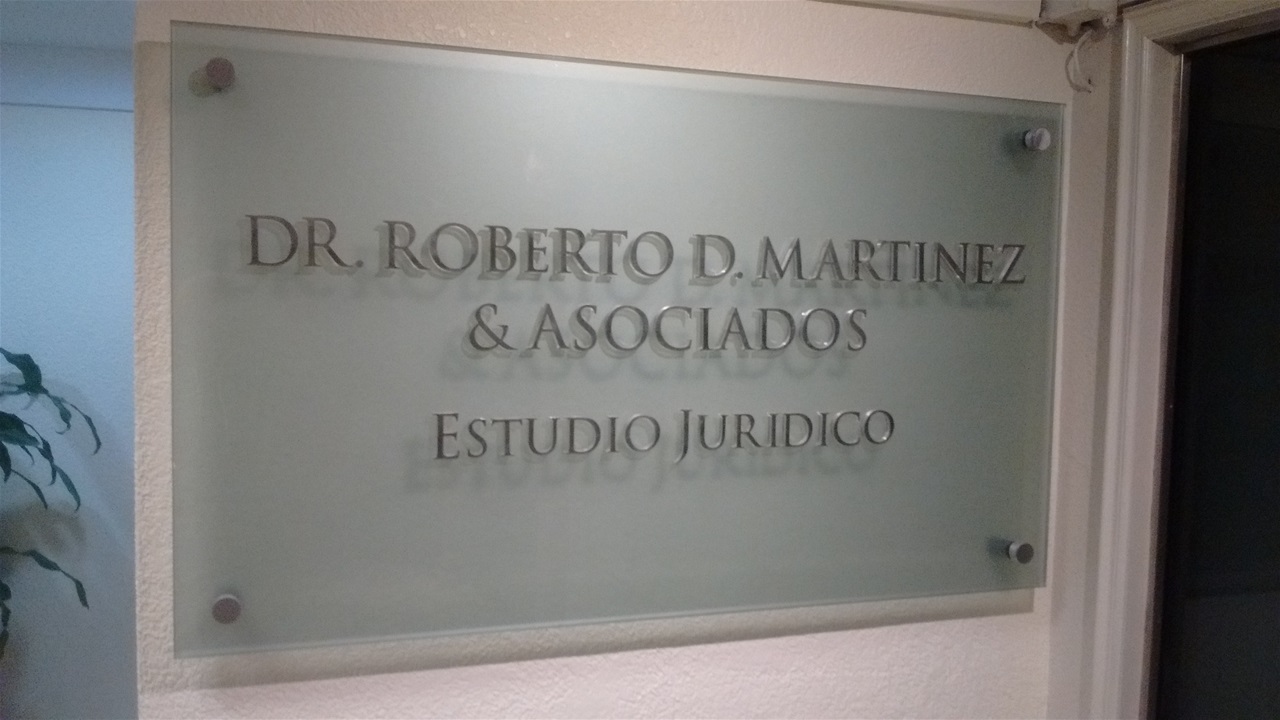 DR. ROBERTO D. MARTINEZ
& ASOCIADOS
ESTUDIO JURIDICO